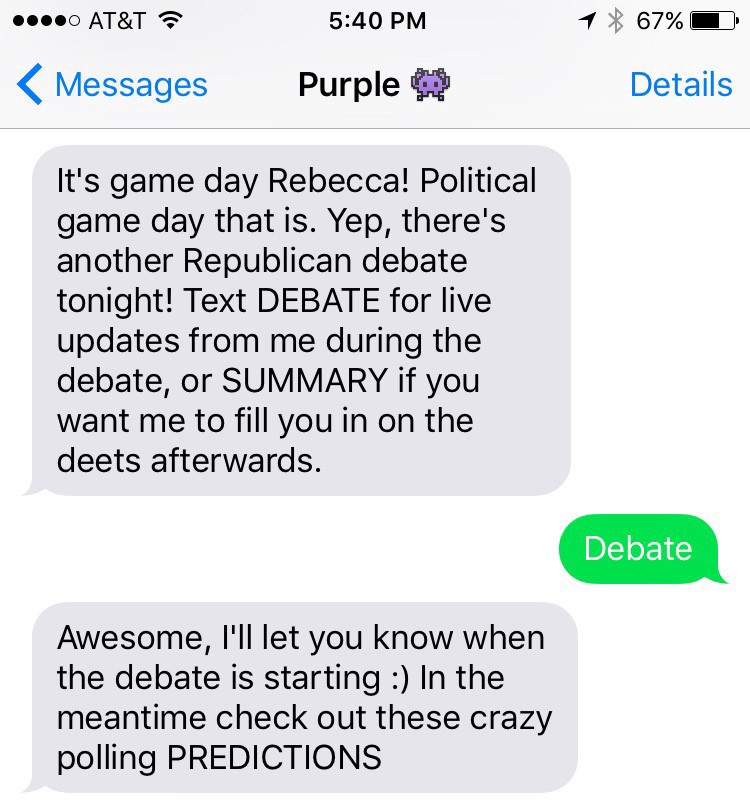 AT&T 5:40 PM 67%
Messages Purple 👾 Details
It's game day Rebecca! Political
game day that is. Yep, there's
another Republican debate
tonight! Text DEBATE for live
updates from me during the
debate, or SUMMARY if you
want me to fill you in on the
deets afterwards.
Debate
Awesome, I'll let you know when
the debate is starting :) In the
meantime check out these crazy
polling PREDICTIONS